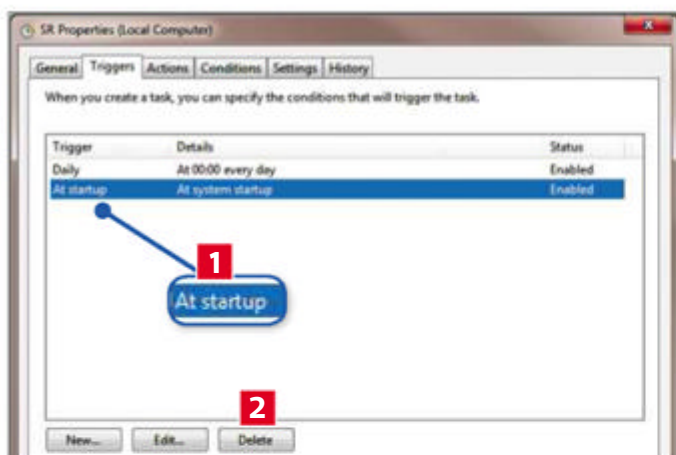 SR Properties (Local Computer)
General Triggers Actions Conditions Settings History
When you create a task, you can specify the conditions that will trigger the task.
Trigger Details Status
Daily At 00:00 every day Enabled
At startup At system startup Enabled
1
At startup
2
New... Edit... Delete